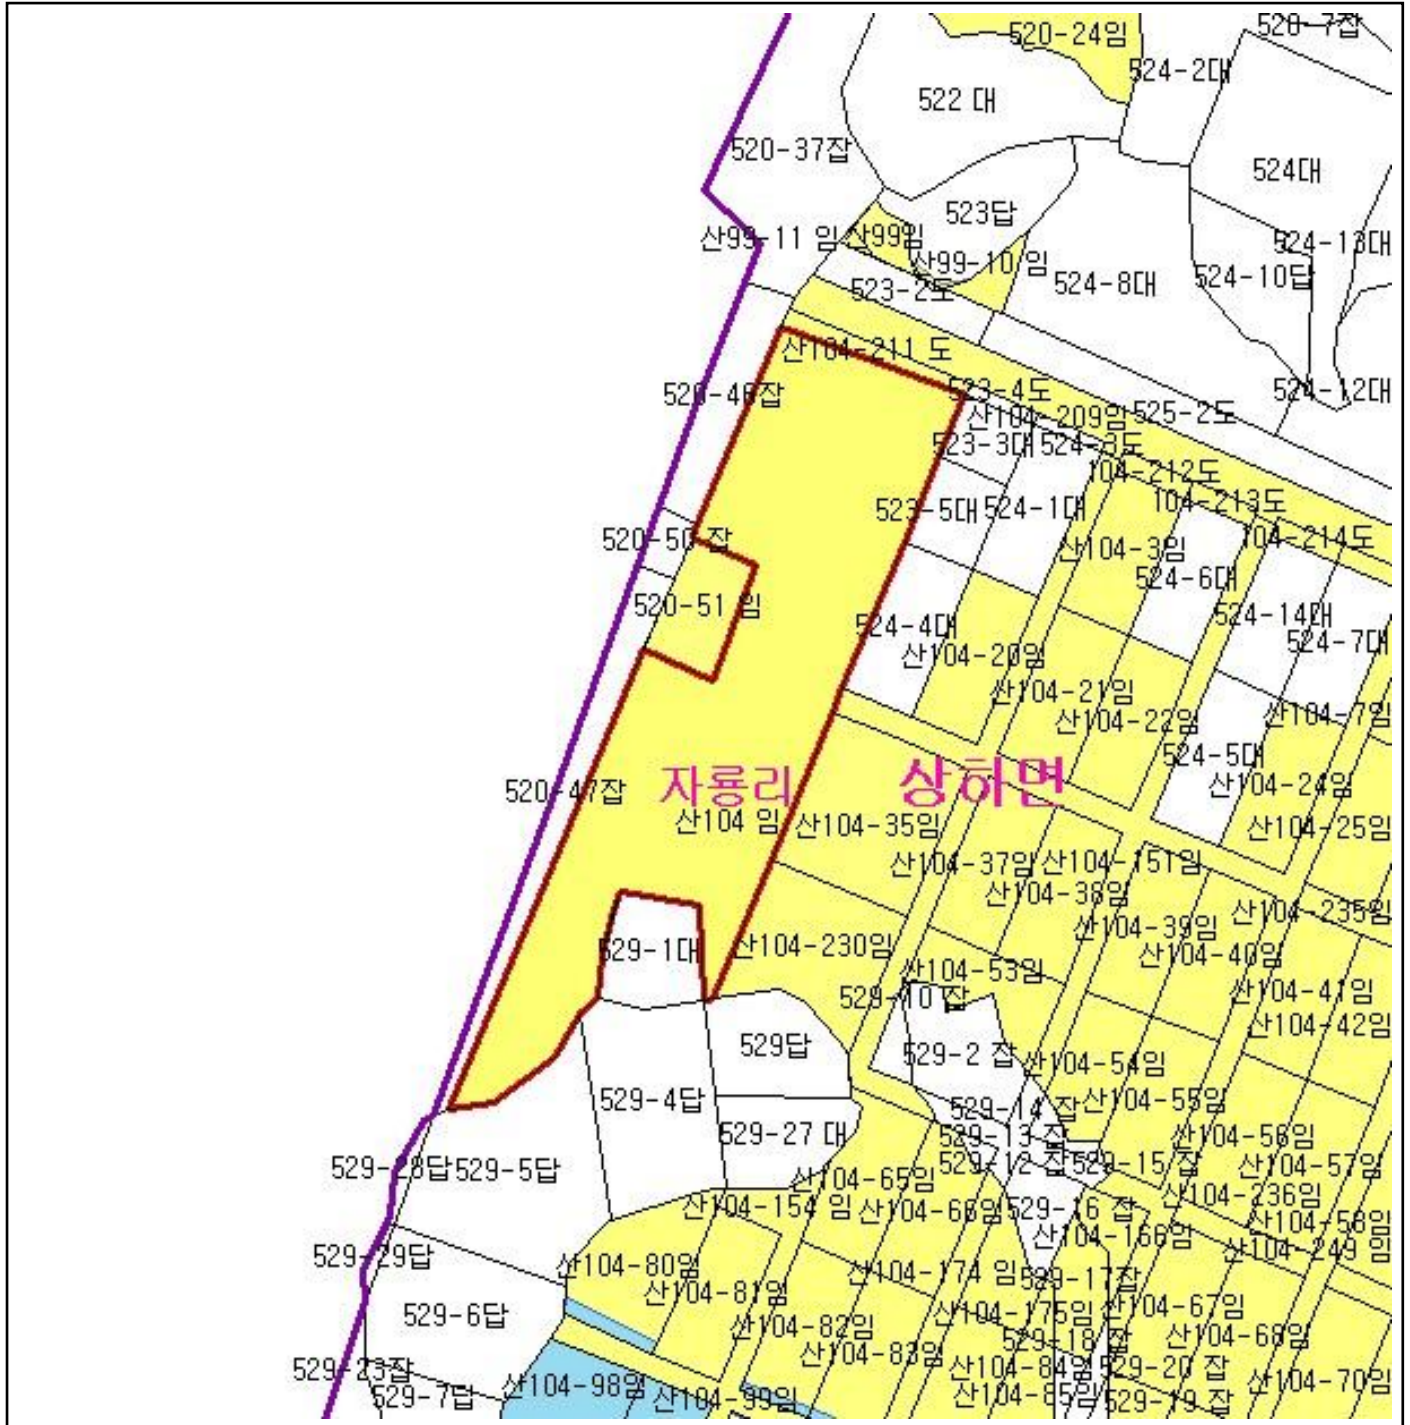 520-7잡
520-24임
524-2대
522 대
520-37잡
524대
523답
산99-11 임
산99임
524-13대
산99-10 임
524-10답
524-8대
523-2도
산104-211 도
520-46잡
523-4도
524-12대
산104-209임
525-2도
523-3대
524-3도
104-212도
104-213도
523-5대
524-1대
104-214도
520-50 잡
산104-3임
524-6대
520-51 임
524-14대
524-4대
524-7대
산104-20임
산104-21임
산104-22임
산104-7임
524-5대
자룡리
상하면
산104-24임
520-47잡
산104 임
산104-35임
산104-25임
산104-37임
산104-151임
산104-38임
산104-235임
산104-39임
529-1대
산104-230임
산104-40임
산104-53임
529-10 잡
산104-41임
산104-42임
529답
529-2 잡
산104-54임
529-4답
산104-55임
529-14 잡
529-27 대
529-13 잡
산104-56임
529-12 잡
529-15 잡
산104-57임
529-28답
529-5답
산104-65임
산104-236임
산104-154 임
산104-66임
529-16 잡
산104-58임
산104-166임
산104-249 임
529-29답
산104-80임
산104-174 임
529-17잡
산104-81임
529-6답
산104-175임
산104-67임
산104-82임
529-18 잡
산104-68임
산104-83임
529-23잡
산104-84임
529-20 잡
산104-98임
산104-70임
529-7답
산104-99임
산104-85임
529-19 잡